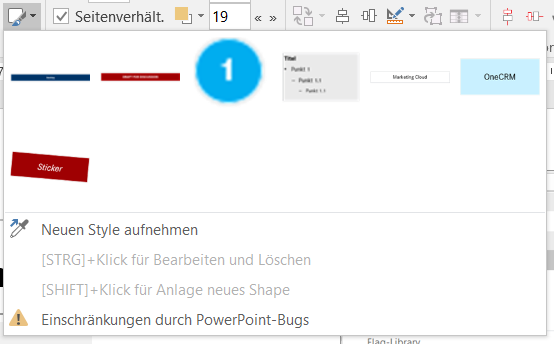 Seitenverhält.
19
« »
1
Titel
• Punkt 1
– Punkt 1.1
– Punkt 1.1
Marketing Cloud
OneCRM
Sticker
Neuen Style aufnehmen
[STRG]+Klick für Bearbeiten und Löschen
[SHIFT]+Klick für Anlage neues Shape
Einschränkungen durch PowerPoint-Bugs
Flag-Library